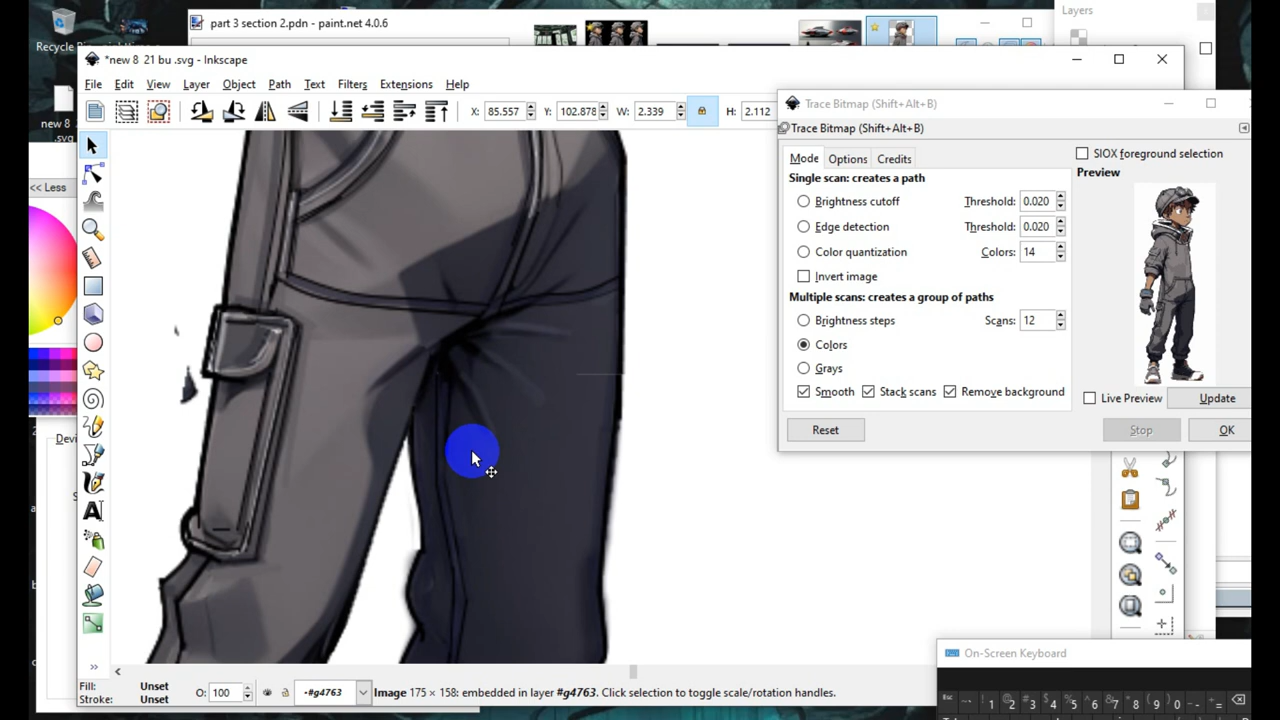 part 3 section 2.pdn - paint.net 4.0.6
Layers
Recycle
*new 8 21 bu .svg - Inkscape
File Edit View Layer Object Path Text Filters Extensions Help
X: 85.557 Y: 102.878 W: 2.339 H: 2.112
Trace Bitmap (Shift+Alt+B)
Trace Bitmap (Shift+Alt+B)
new 8
.svg
<< Less
Mode Options Credits
SIOX foreground selection
Preview
Single scan: creates a path
Brightness cutoff Threshold: 0.020
Edge detection Threshold: 0.020
Color quantization Colors: 14
Invert image
Multiple scans: creates a group of paths
Brightness steps Scans: 12
Colors
Grays
Smooth Stack scans Remove background
Live Preview Update
Reset Stop OK
Devi
On-Screen Keyboard
Fill: Unset
Stroke: Unset
O: 100
-#g4763
Image 175 × 158: embedded in layer #g4763. Click selection to toggle scale/rotation handles.